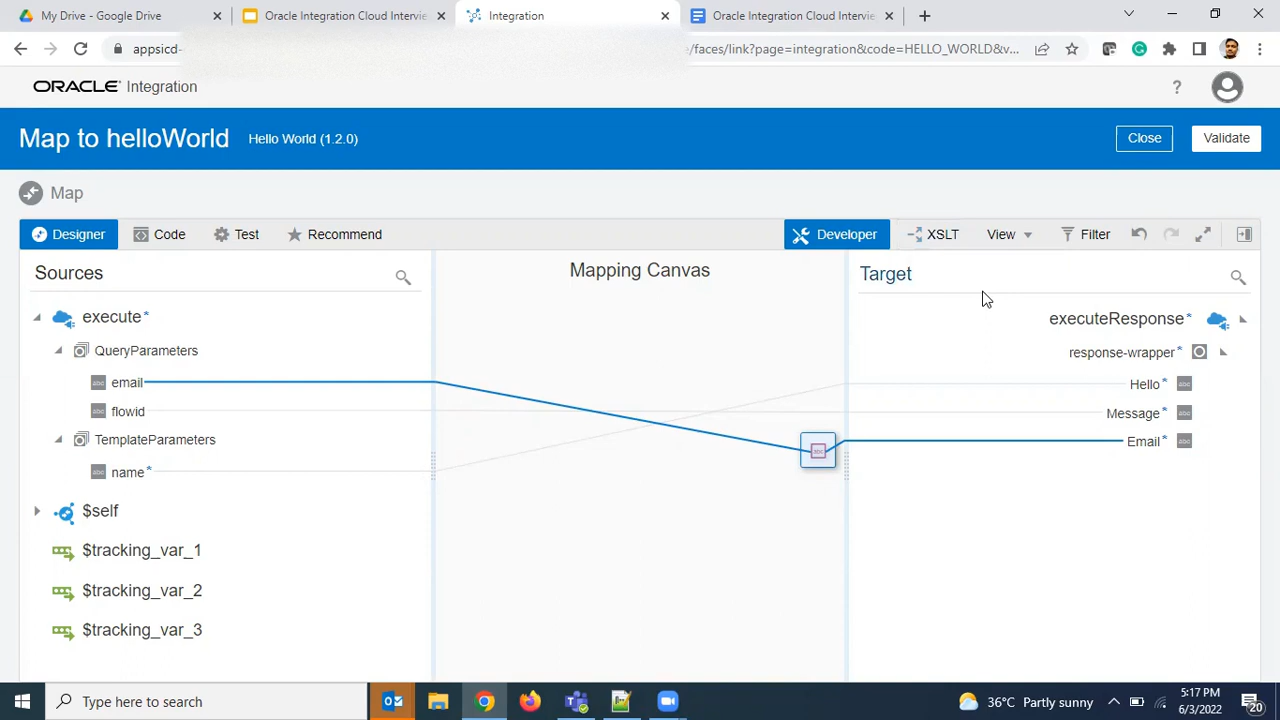 My Drive - Google Drive
Oracle Integration Cloud Intervi
Integration
Oracle Integration Cloud Intervie
appsicd-
/faces/link?page=integration&code=HELLO_WORLD&v...
ORACLE Integration
?
Map to helloWorld Hello World (1.2.0)
Close
Validate
Map
Designer
Code
Test
Recommend
Developer
XSLT
View
Filter
Sources
Mapping Canvas
Target
execute*
executeResponse*
QueryParameters
response-wrapper*
email
Hello*
flowid
Message*
TemplateParameters
Email*
name*
$self
$tracking_var_1
$tracking_var_2
$tracking_var_3
Type here to search
36°C Partly sunny
5:17 PM
6/3/2022
20